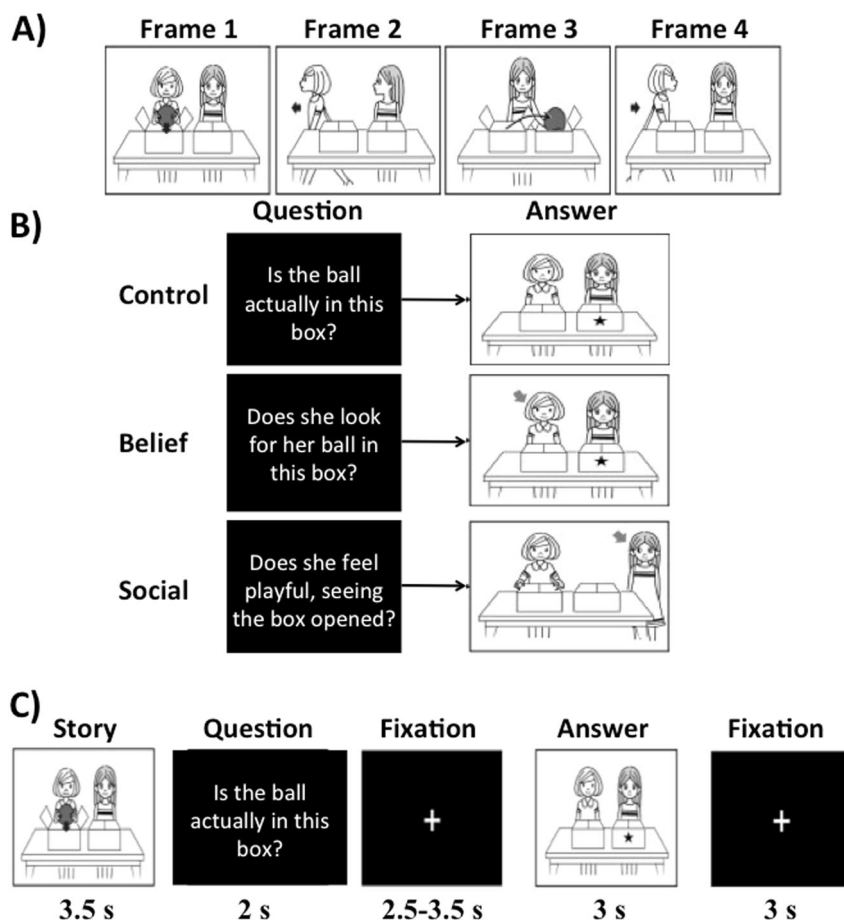 A)
Frame 1 Frame 2 Frame 3 Frame 4
B)
Question Answer
Control
Is the ball
actually in this
box?
Belief
Does she look
for her ball in
this box?
Social
Does she feel
playful, seeing
the box opened?
C)
Story Question Fixation Answer Fixation
Is the ball
actually in this
box?
3.5 s 2 s 2.5-3.5 s 3 s 3 s